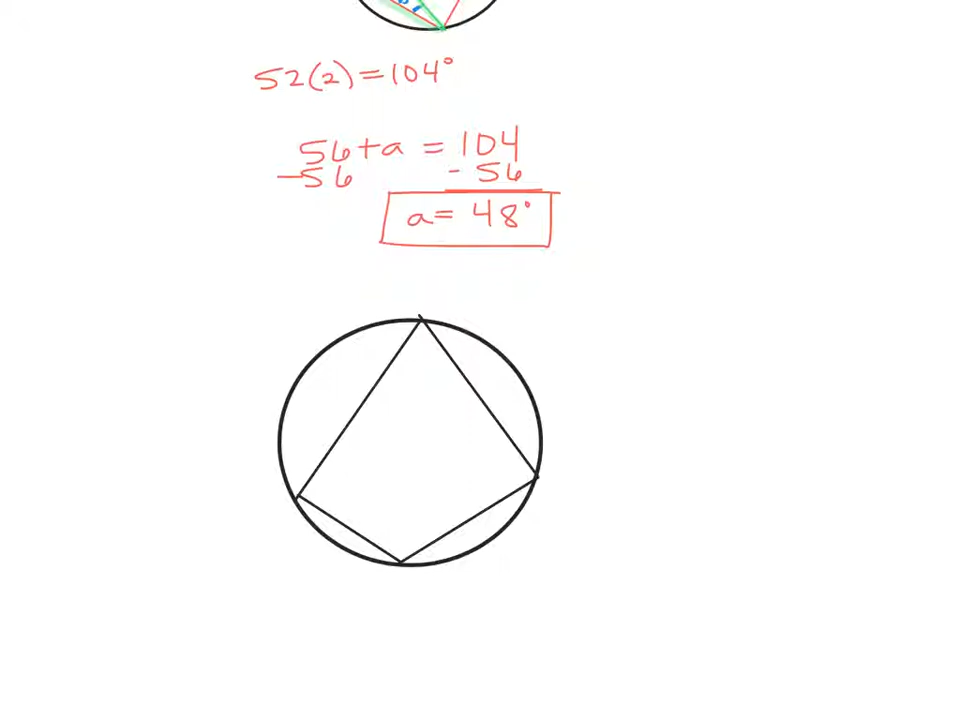 52(2)=104°
56+a = 104
-56 - 56
a= 48°